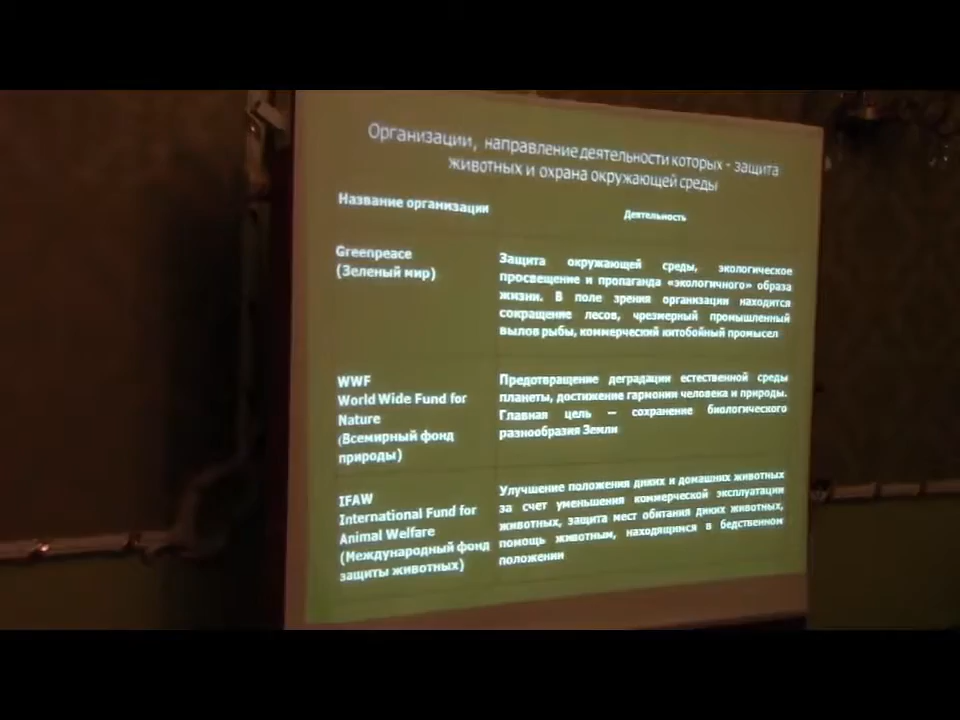 Организации, направление деятельности которых - защита
животных и охрана окружающей среды
Название организации
Деятельность
Greenpeace
(Зеленый мир)
Защита окружающей среды, экологическое
просвещение и пропаганда «экологичного» образа
жизни. В поле зрения организации находится
сокращение лесов, чрезмерный промышленный
вылов рыбы, коммерческий китобойный промысел
WWF
World Wide Fund for
Nature
(Всемирный фонд
природы)
Предотвращение деградации естественной среды
планеты, достижение гармонии человека и природы.
Главная цель – сохранение биологического
разнообразия Земли
IFAW
International Fund for
Animal Welfare
(Международный фонд
защиты животных)
Улучшение положения диких и домашних животных
за счет уменьшения коммерческой эксплуатации
животных, защита мест обитания диких животных,
помощь животным, находящимся в бедственном
положении